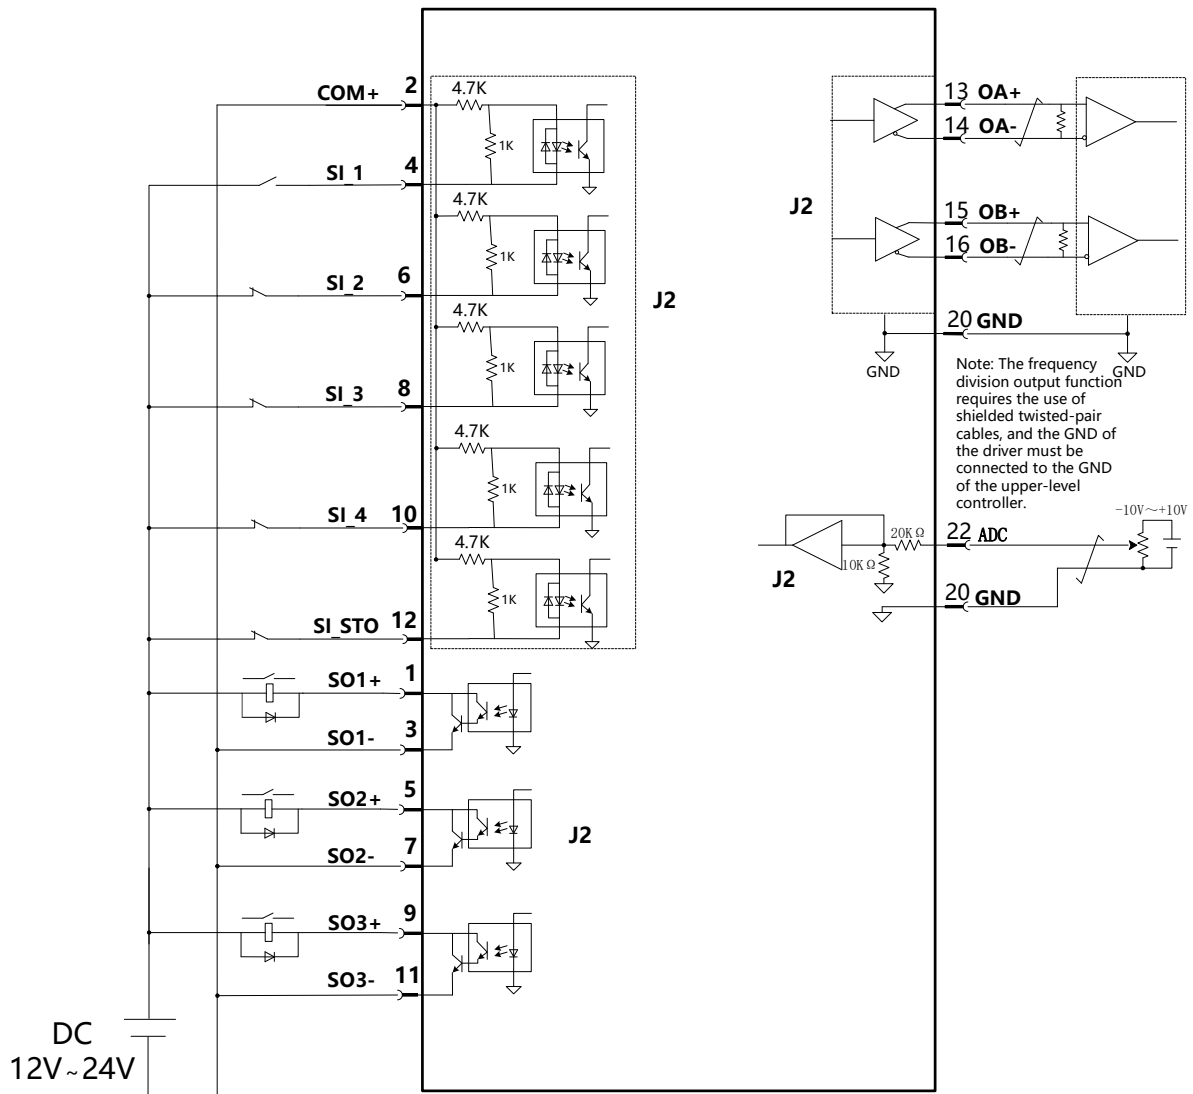 2
COM+
4.7K
1K
4
SI_1
4.7K
1K
6
SI_2
4.7K
1K
8
SI_3
4.7K
1K
10
SI_4
4.7K
1K
12
SI_STO
J2
1
SO1+
3
SO1-
5
SO2+
7
SO2-
J2
9
SO3+
11
SO3-
DC
12V~24V
13 OA+
14 OA-
J2
15 OB+
16 OB-
20 GND
GND
GND
Note: The frequency
division output function
requires the use of
shielded twisted-pair
cables, and the GND of
the driver must be
connected to the GND
of the upper-level
controller.
-10V～+10V
20KΩ
22 ADC
10KΩ
J2
20 GND